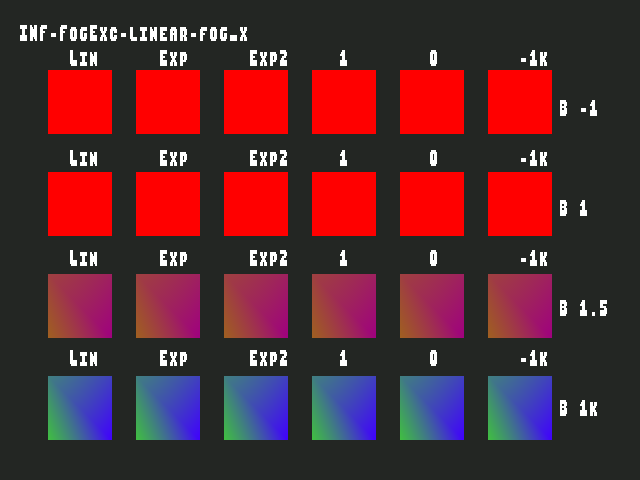 Inf-FogExc-linear-fog_x
Lin Exp Exp2 1 0 -1k
B -1
Lin Exp Exp2 1 0 -1k
B 1
Lin Exp Exp2 1 0 -1k
B 1.5
Lin Exp Exp2 1 0 -1k
B 1k